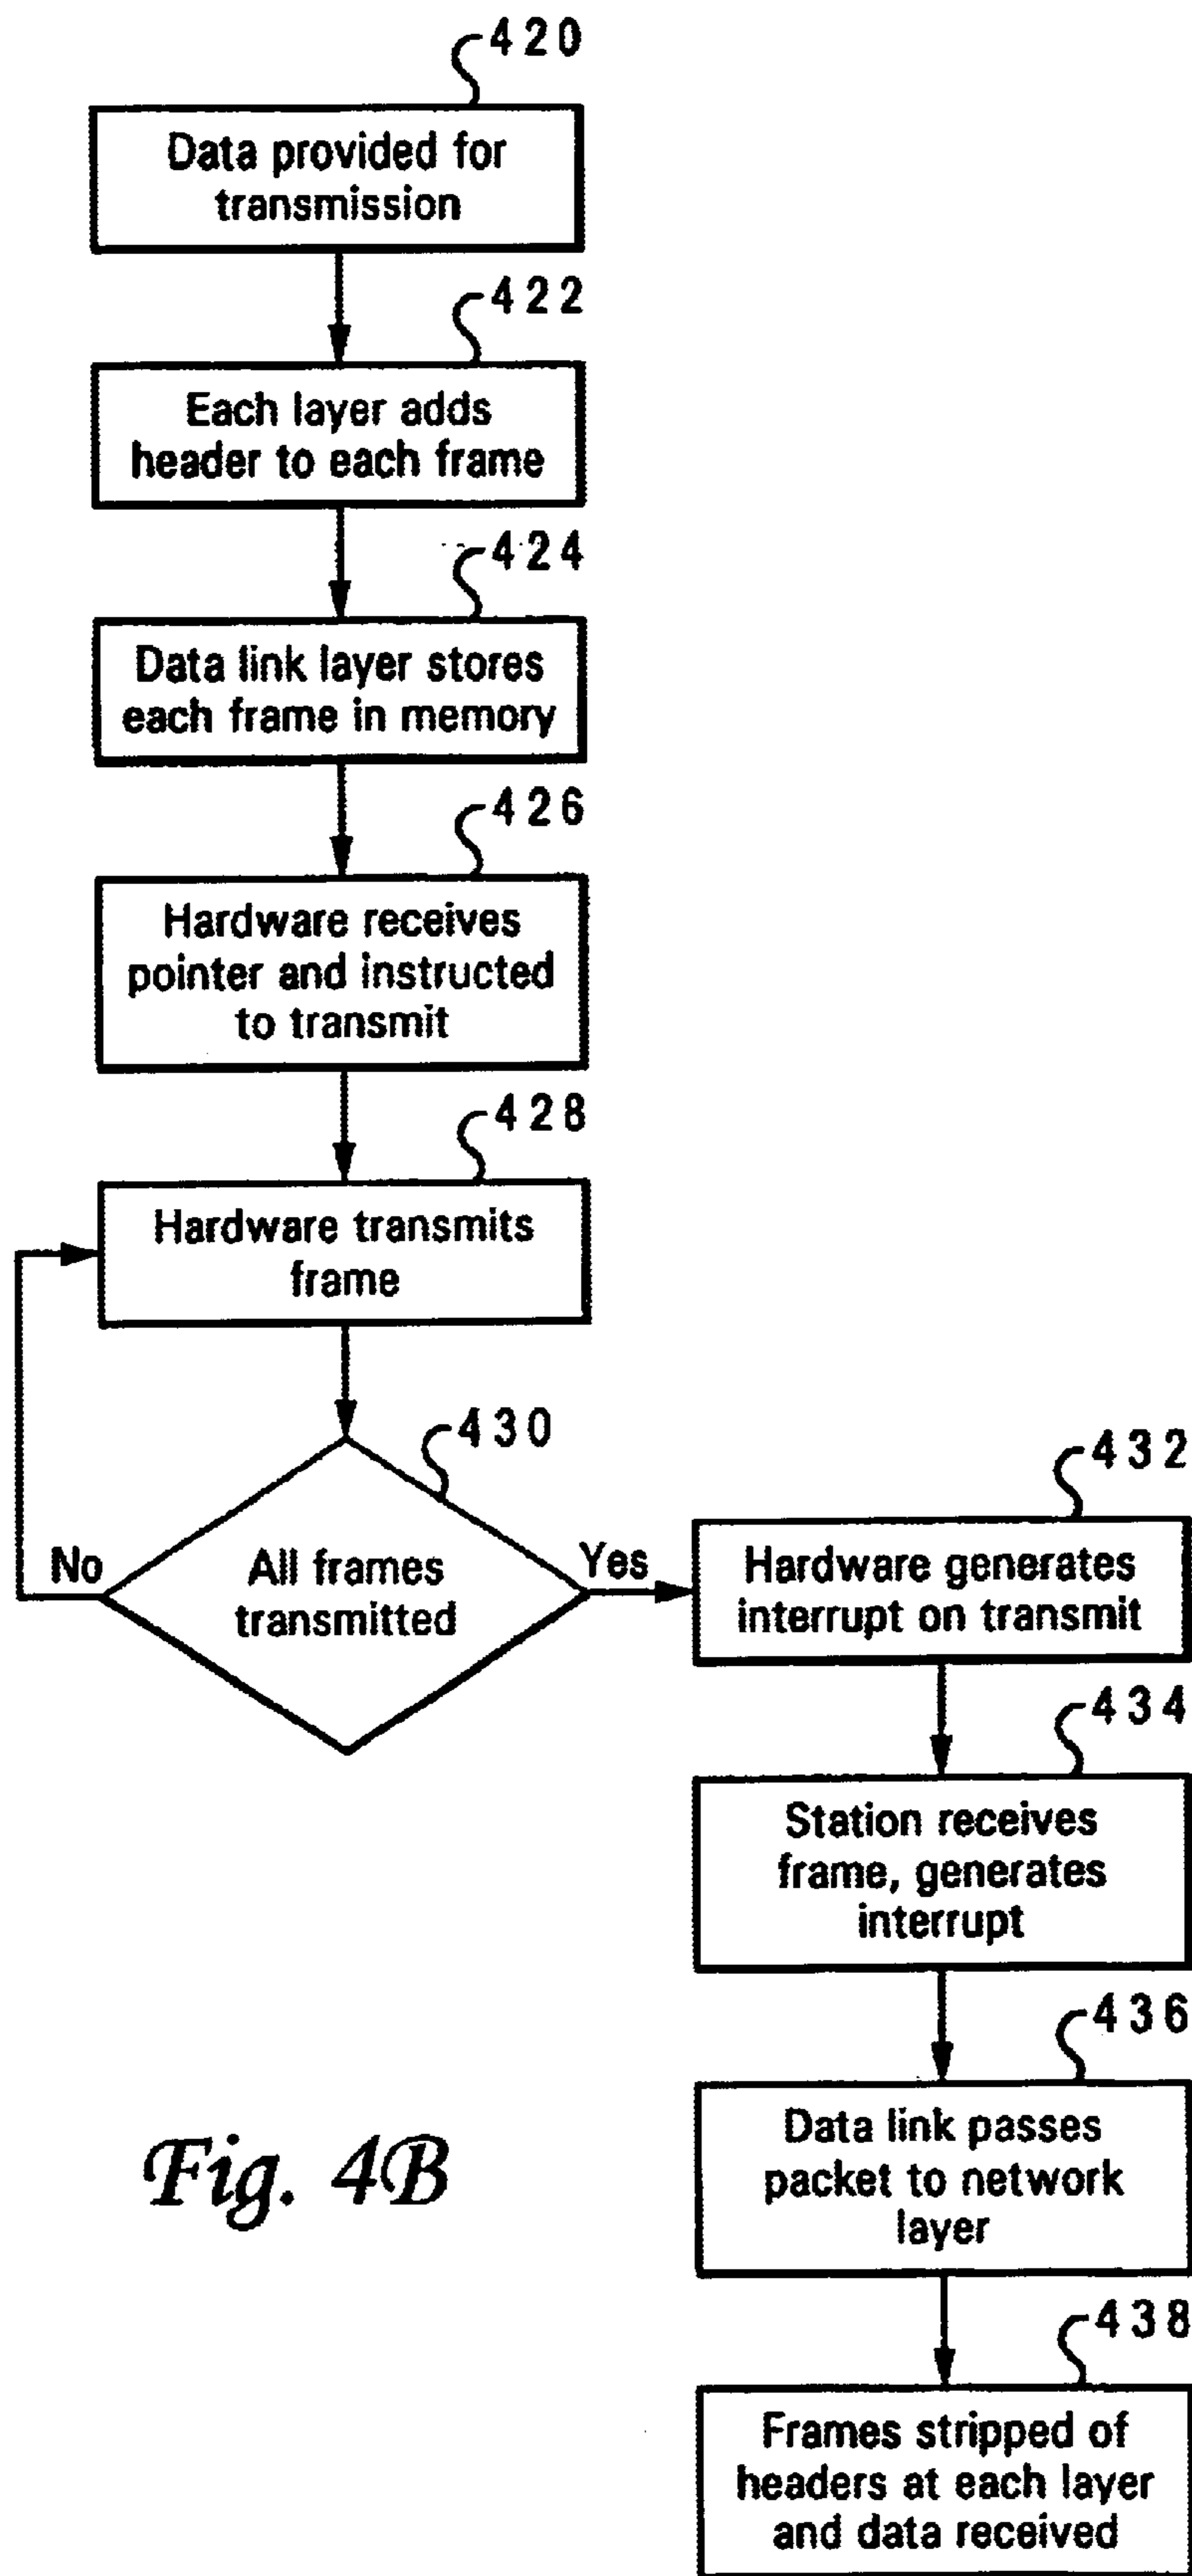 420
Data provided for
transmission
422
Each layer adds
header to each frame
424
Data link layer stores
each frame in memory
426
Hardware receives
pointer and instructed
to transmit
428
Hardware transmits
frame
430
All frames
transmitted
No
Yes
432
Hardware generates
interrupt on transmit
434
Station receives
frame, generates
interrupt
436
Data link passes
packet to network
layer
438
Frames stripped of
headers at each layer
and data received
Fig. 4B